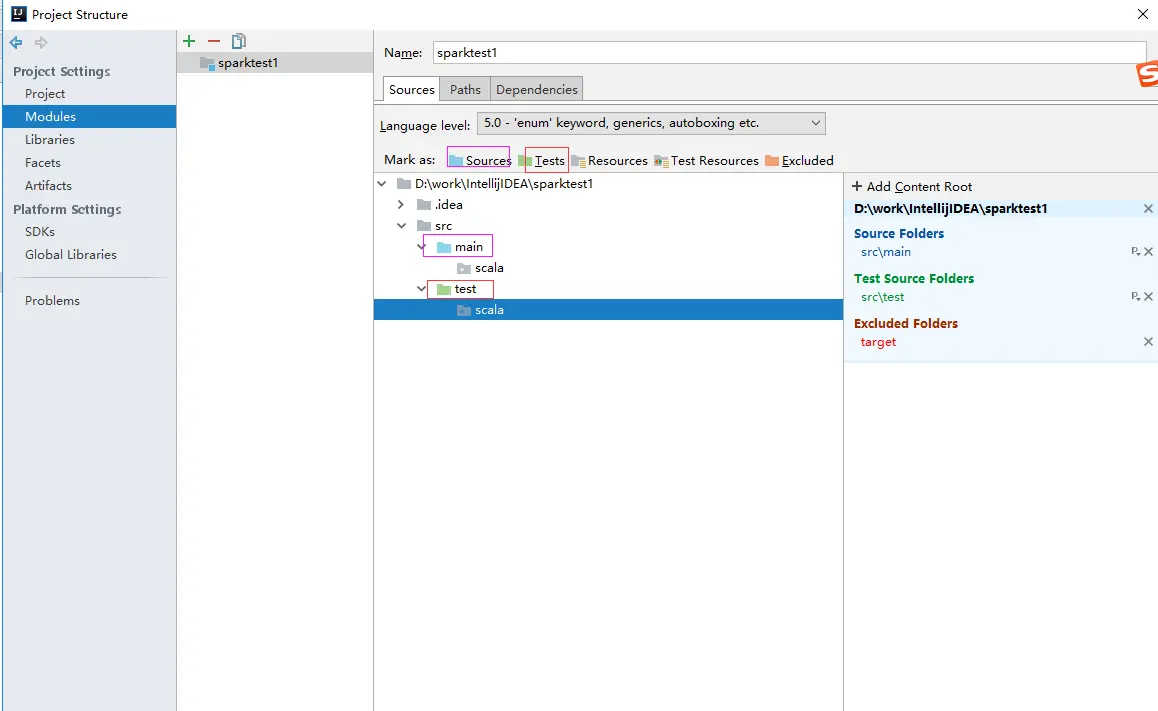 Project Structure
Project Settings
Project
Modules
Libraries
Facets
Artifacts
Platform Settings
SDKs
Global Libraries
Problems
sparktest1
Name: sparktest1
Sources Paths Dependencies
Language level: 5.0 - 'enum' keyword, generics, autoboxing etc.
Mark as: Sources Tests Resources Test Resources Excluded
D:\work\IntellijIDEA\sparktest1
.idea
src
main
scala
test
scala
+ Add Content Root
D:\work\IntellijIDEA\sparktest1
Source Folders
src\main
Test Source Folders
src\test
Excluded Folders
target